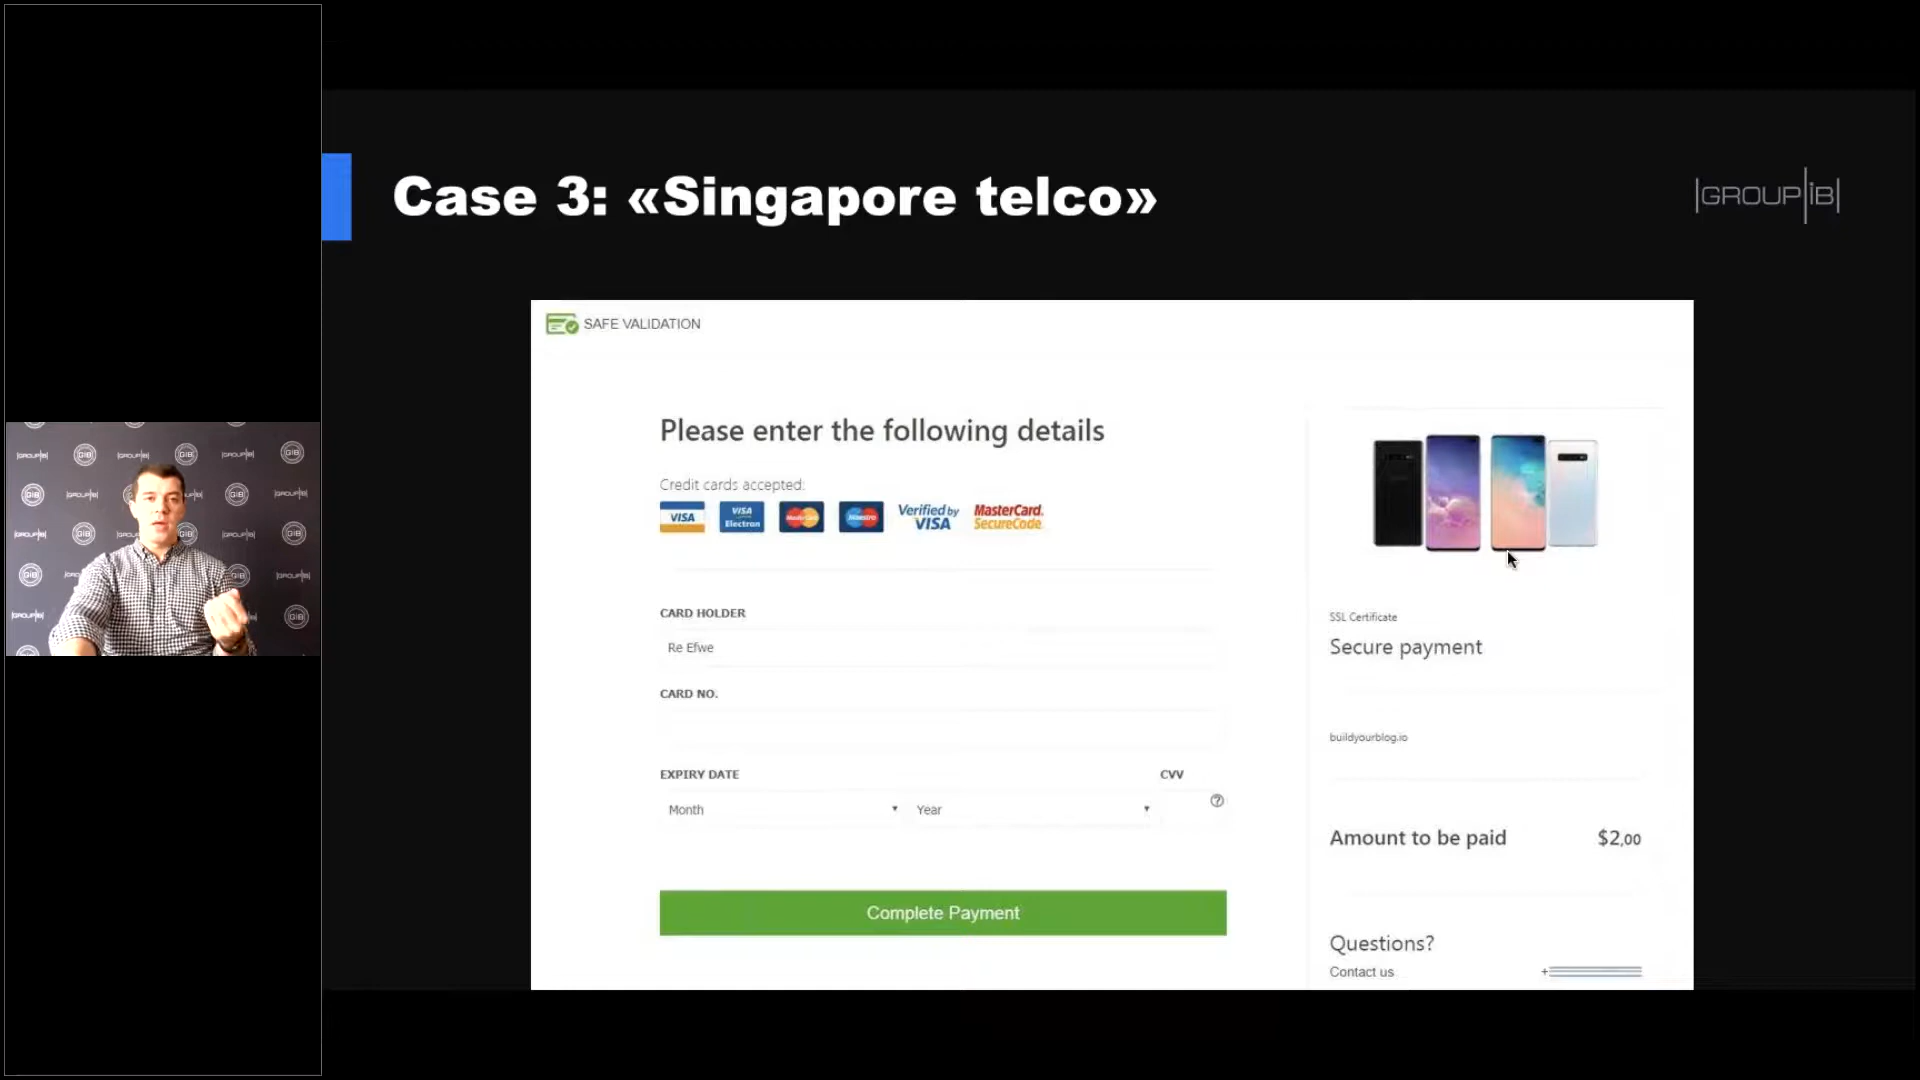 Case 3: «Singapore telco»
|GROUP|iB|
SAFE VALIDATION
Please enter the following details
Credit cards accepted:
VISA
VISA Electron
MasterCard
Maestro
Verified by VISA
MasterCard. SecureCode.
CARD HOLDER
Re Efwe
CARD NO.
EXPIRY DATE
CVV
Month
Year
Complete Payment
SSL Certificate
Secure payment
buildyourblog.io
Amount to be paid $2,00
Questions?
Contact us +